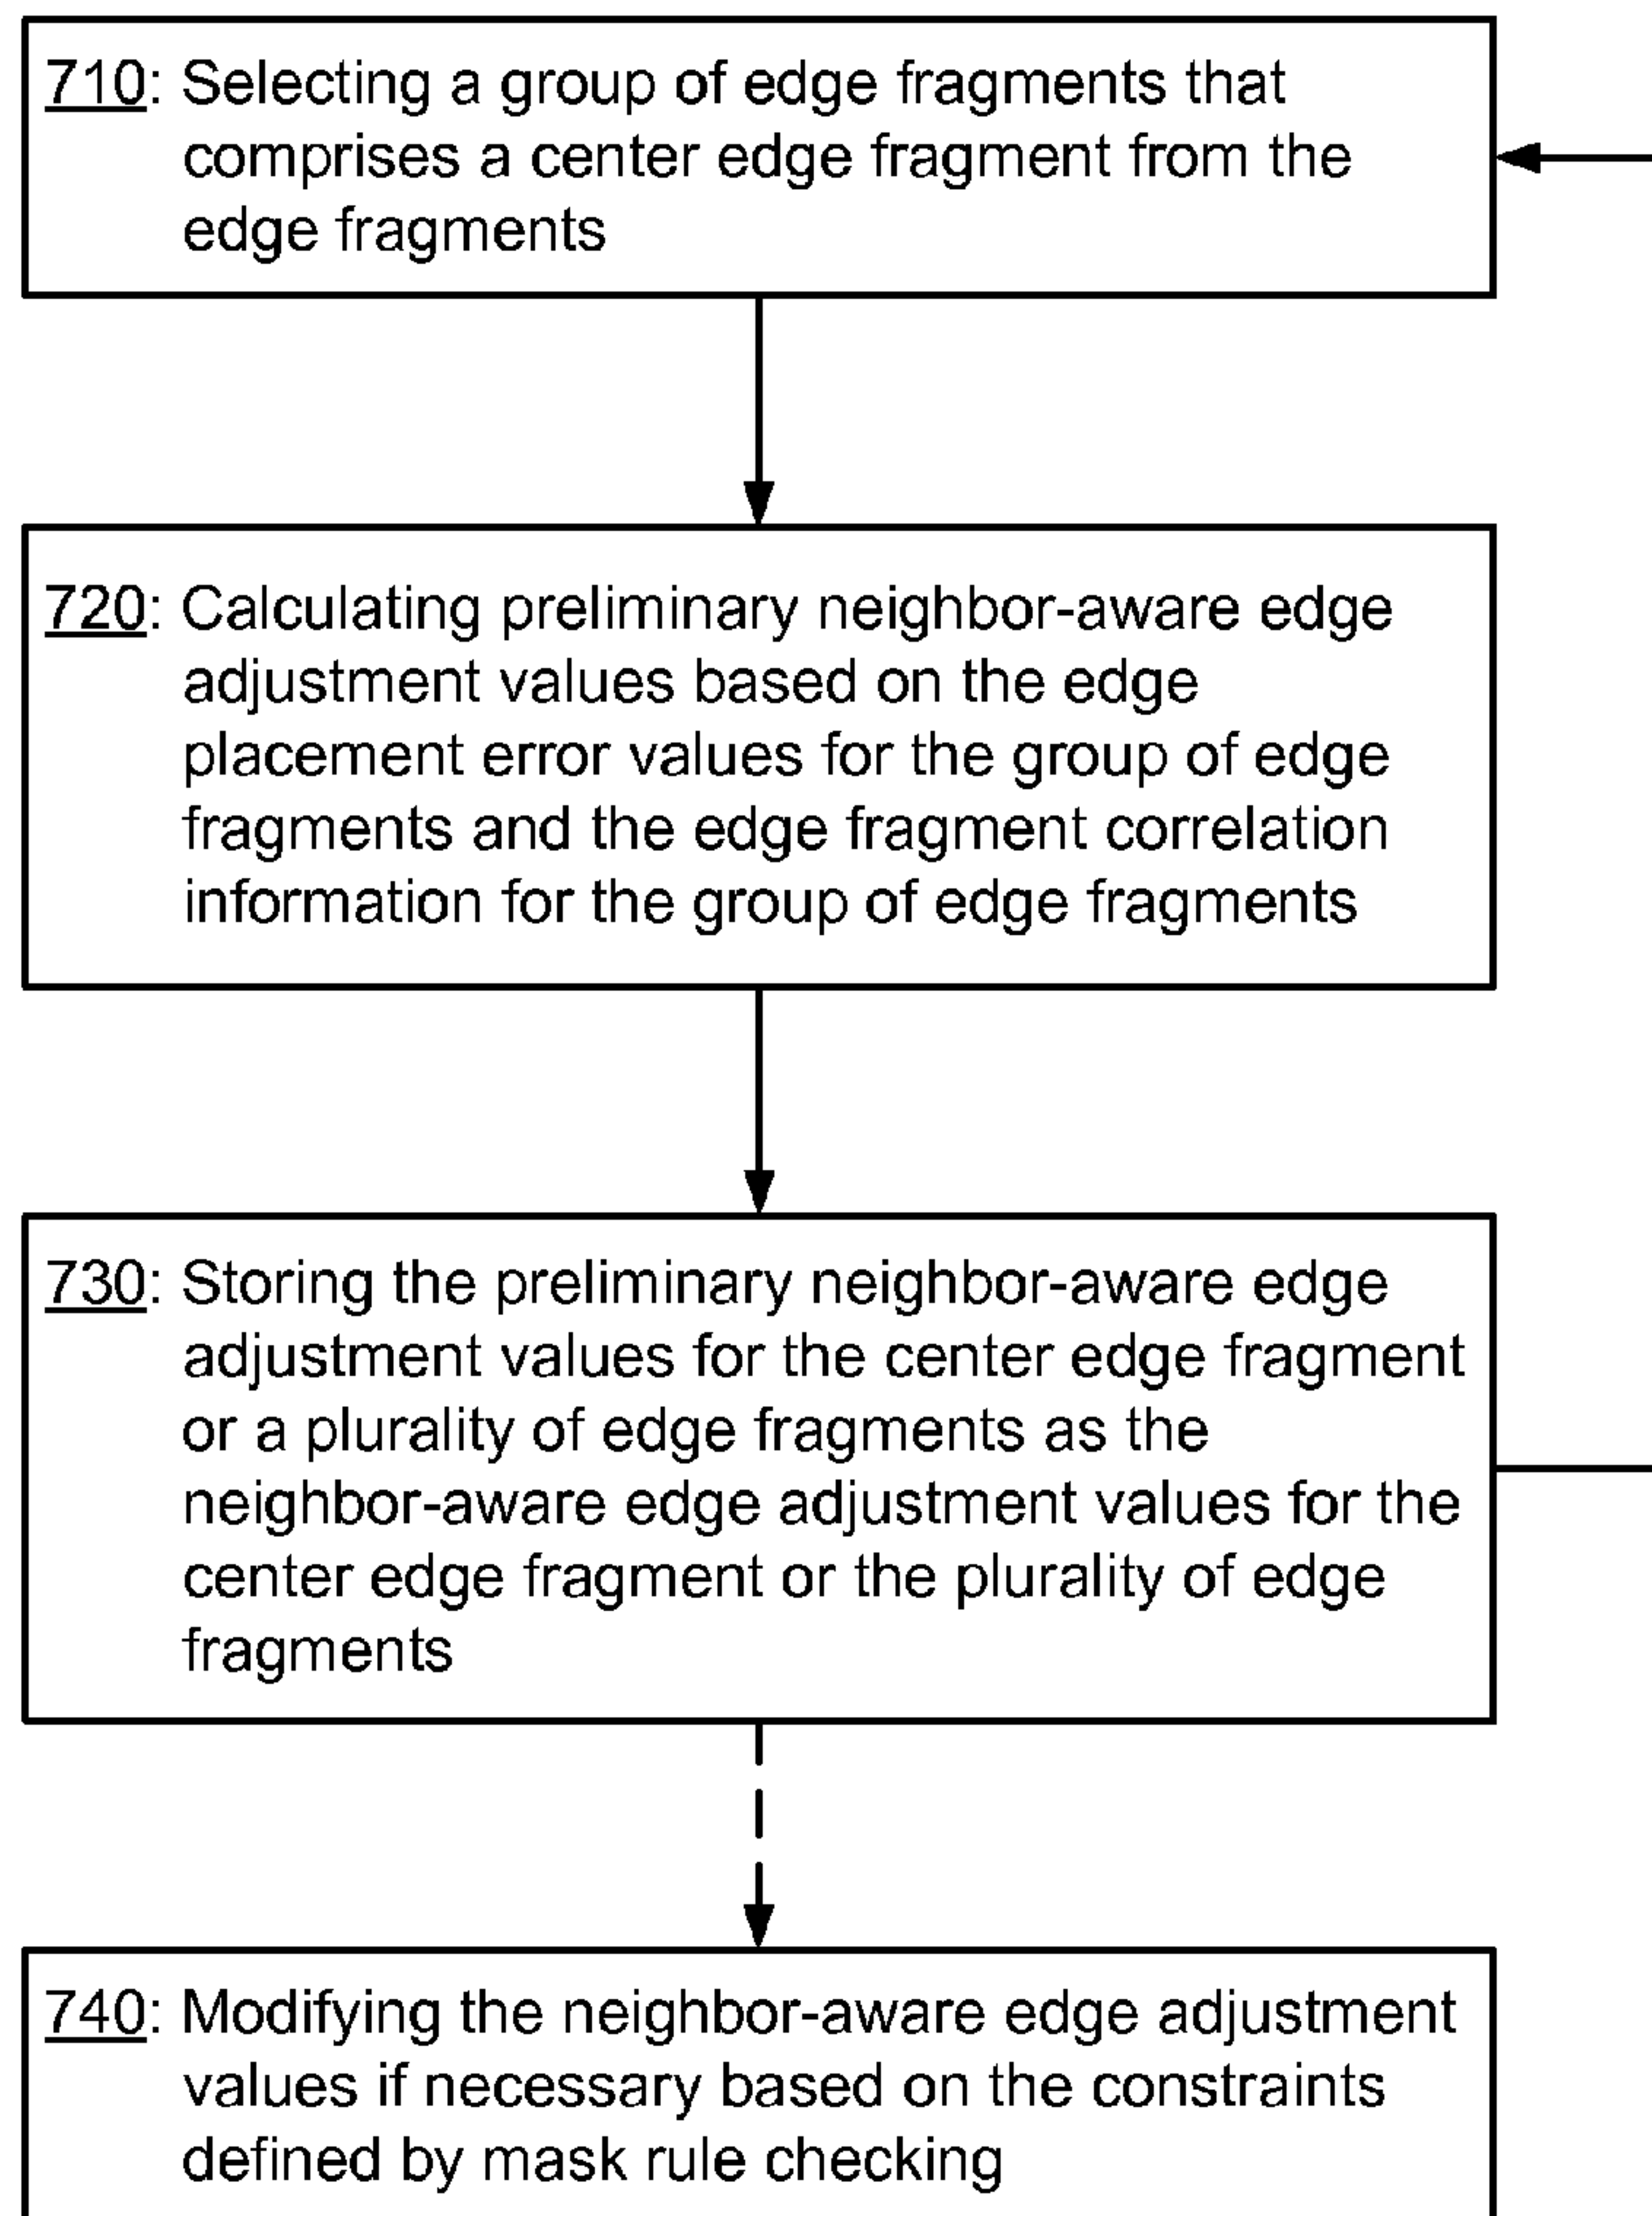 710: Selecting a group of edge fragments that
comprises a center edge fragment from the
edge fragments
720: Calculating preliminary neighbor-aware edge
adjustment values based on the edge
placement error values for the group of edge
fragments and the edge fragment correlation
information for the group of edge fragments
730: Storing the preliminary neighbor-aware edge
adjustment values for the center edge fragment
or a plurality of edge fragments as the
neighbor-aware edge adjustment values for the
center edge fragment or the plurality of edge
fragments
740: Modifying the neighbor-aware edge adjustment
values if necessary based on the constraints
defined by mask rule checking